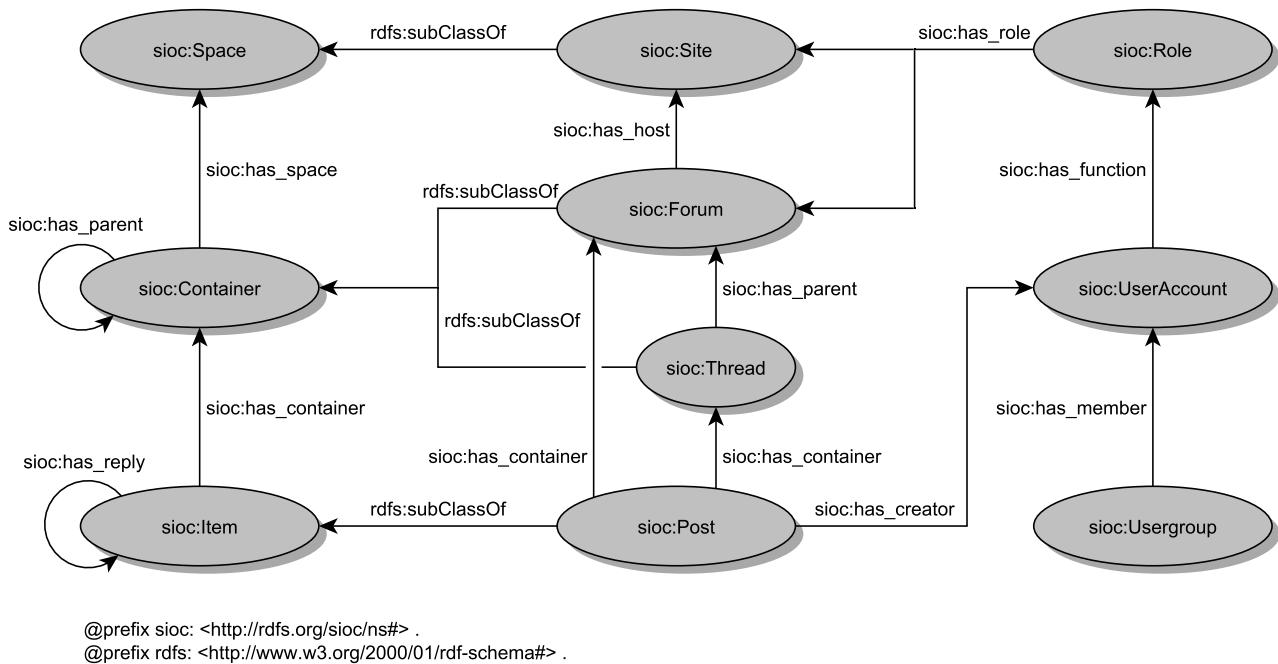 sioc:Space
rdfs:subClassOf
sioc:Site
sioc:has_role
sioc:Role
sioc:has_host
sioc:has_space
sioc:has_function
rdfs:subClassOf
sioc:Forum
sioc:has_parent
sioc:Container
sioc:has_parent
sioc:UserAccount
rdfs:subClassOf
sioc:Thread
sioc:has_container
sioc:has_member
sioc:has_reply
sioc:has_container
sioc:has_container
rdfs:subClassOf
sioc:has_creator
sioc:Item
sioc:Post
sioc:Usergroup
@prefix sioc: <http://rdfs.org/sioc/ns#> .
@prefix rdfs: <http://www.w3.org/2000/01/rdf-schema#> .